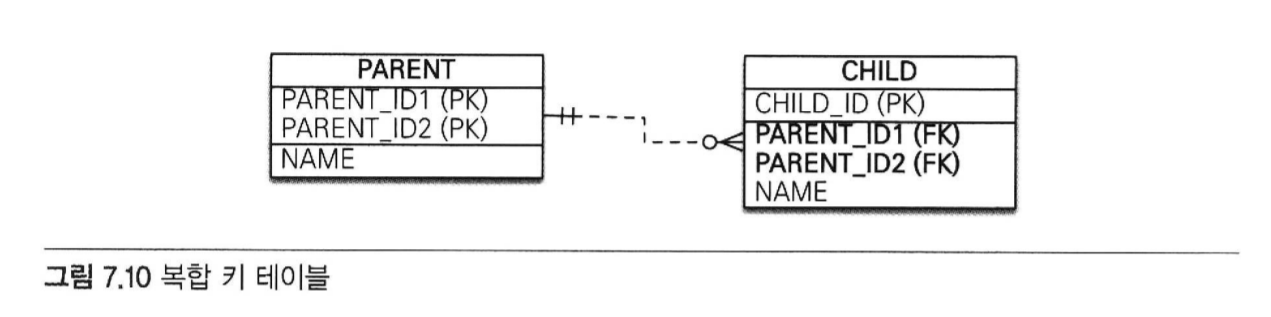 PARENT
PARENT_ID1 (PK)
PARENT_ID2 (PK)
NAME
CHILD
CHILD_ID (PK)
PARENT_ID1 (FK)
PARENT_ID2 (FK)
NAME
그림 7.10 복합 키 테이블